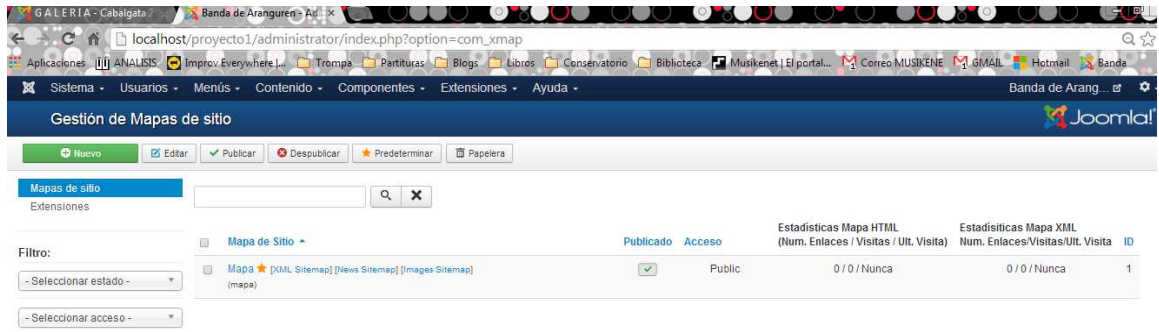 G A L E R I A - Cabalgata 2
Banda de Aranguren - Ad
localhost/proyecto1/administrator/index.php?option=com_xmap
Aplicaciones ANALISIS Improv Everywhere |... Trompa Partituras Blogs Libros Conservatorio Biblioteca Musikenet | El portal... Correo MUSIKENE GMAIL Hotmail Banda
Sistema Usuarios Menús Contenido Componentes Extensiones Ayuda Banda de Arang...
Gestión de Mapas de sitio Joomla!
Nuevo Editar Publicar Despublicar Predeterminar Papelera
Mapas de sitio
Extensiones
Filtro:
- Seleccionar estado -
- Seleccionar acceso -
Mapa de Sitio Publicado Acceso Estadísticas Mapa HTML (Num. Enlaces / Visitas / Ult. Visita) Estadísiticas Mapa XML Num. Enlaces/Visitas/Ult. Visita ID
Mapa [XML Sitemap] [News Sitemap] [Images Sitemap] Public 0 / 0 / Nunca 0 / 0 / Nunca 1
(mapa)